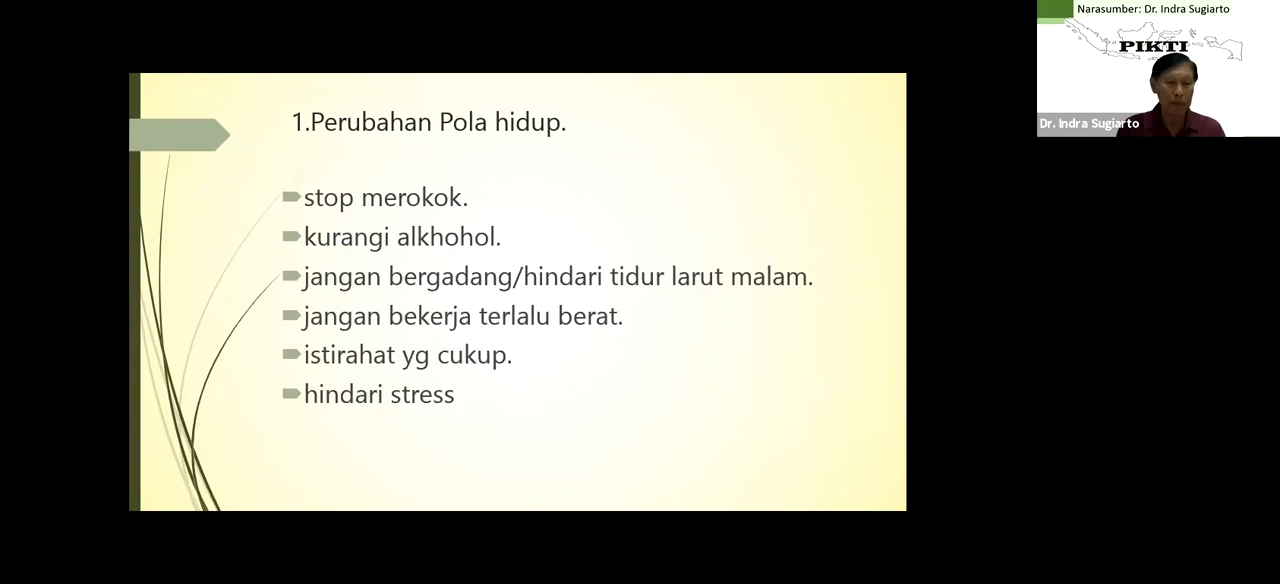 Narasumber: Dr. Indra Sugiarto
PIKTI
Dr. Indra Sugiarto
1.Perubahan Pola hidup.
stop merokok.
kurangi alkhohol.
jangan bergadang/hindari tidur larut malam.
jangan bekerja terlalu berat.
istirahat yg cukup.
hindari stress